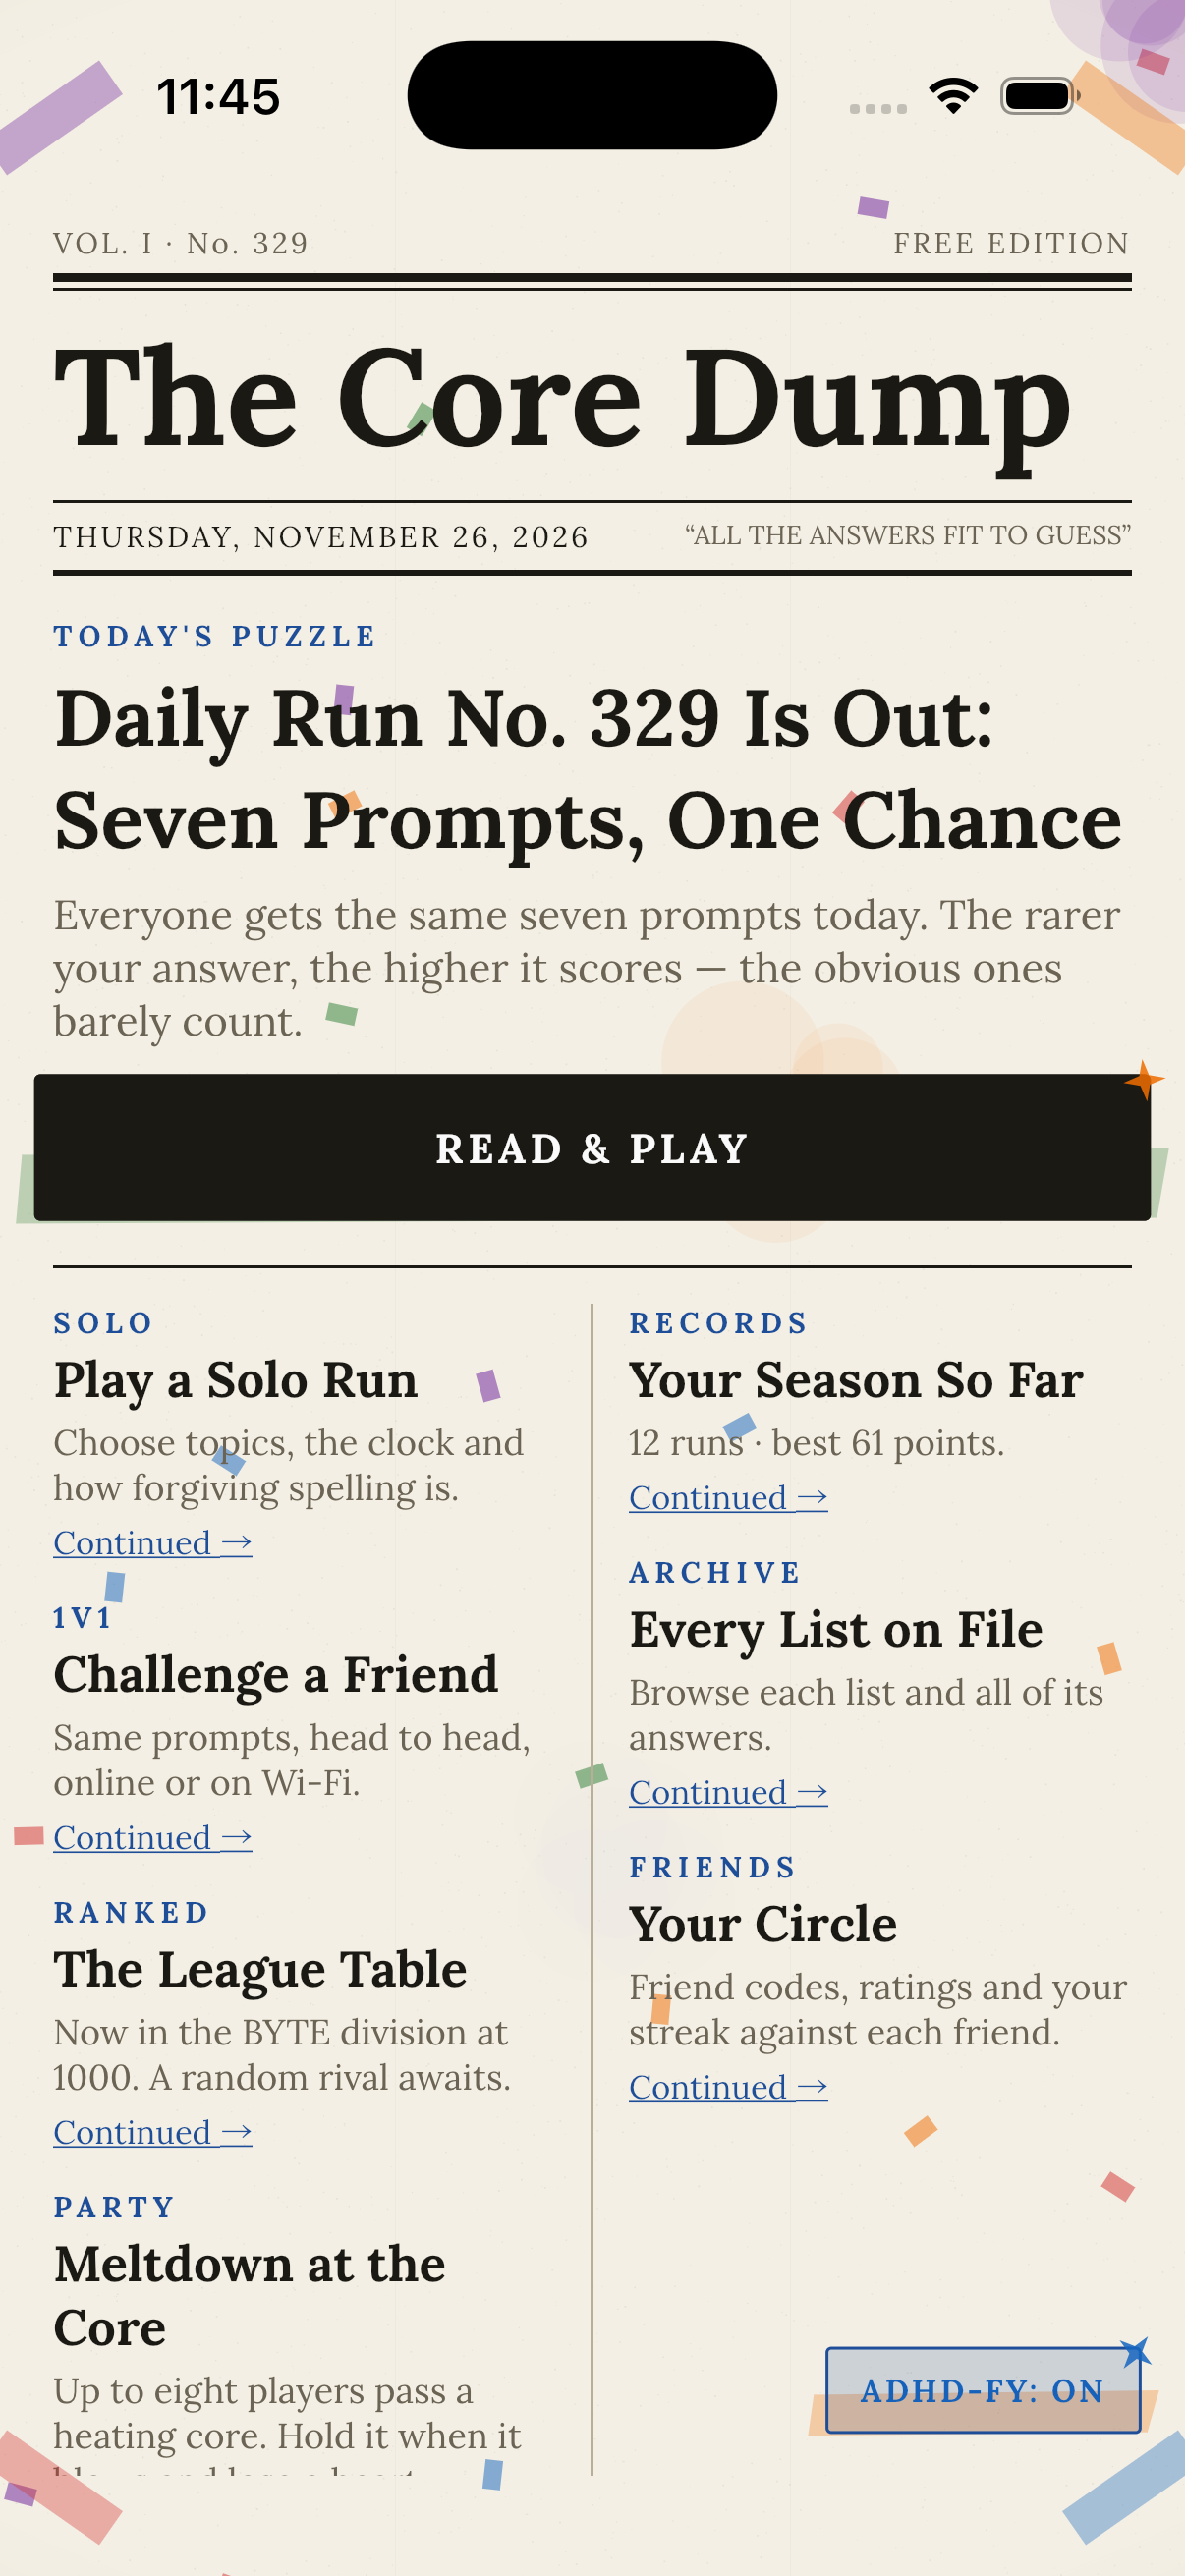 11:45
VOL. I · No. 329
FREE EDITION
The Core Dump
THURSDAY, NOVEMBER 26, 2026
“ALL THE ANSWERS FIT TO GUESS”
TODAY'S PUZZLE
Daily Run No. 329 Is Out:
Seven Prompts, One Chance
Everyone gets the same seven prompts today. The rarer
your answer, the higher it scores — the obvious ones
barely count.
READ & PLAY
SOLO
Play a Solo Run
Choose topics, the clock and
how forgiving spelling is.
Continued →
1V1
Challenge a Friend
Same prompts, head to head,
online or on Wi-Fi.
Continued →
RANKED
The League Table
Now in the BYTE division at
1000. A random rival awaits.
Continued →
PARTY
Meltdown at the
Core
Up to eight players pass a
heating core. Hold it when it
RECORDS
Your Season So Far
12 runs · best 61 points.
Continued →
ARCHIVE
Every List on File
Browse each list and all of its
answers.
Continued →
FRIENDS
Your Circle
Friend codes, ratings and your
streak against each friend.
Continued →
ADHD-FY: ON